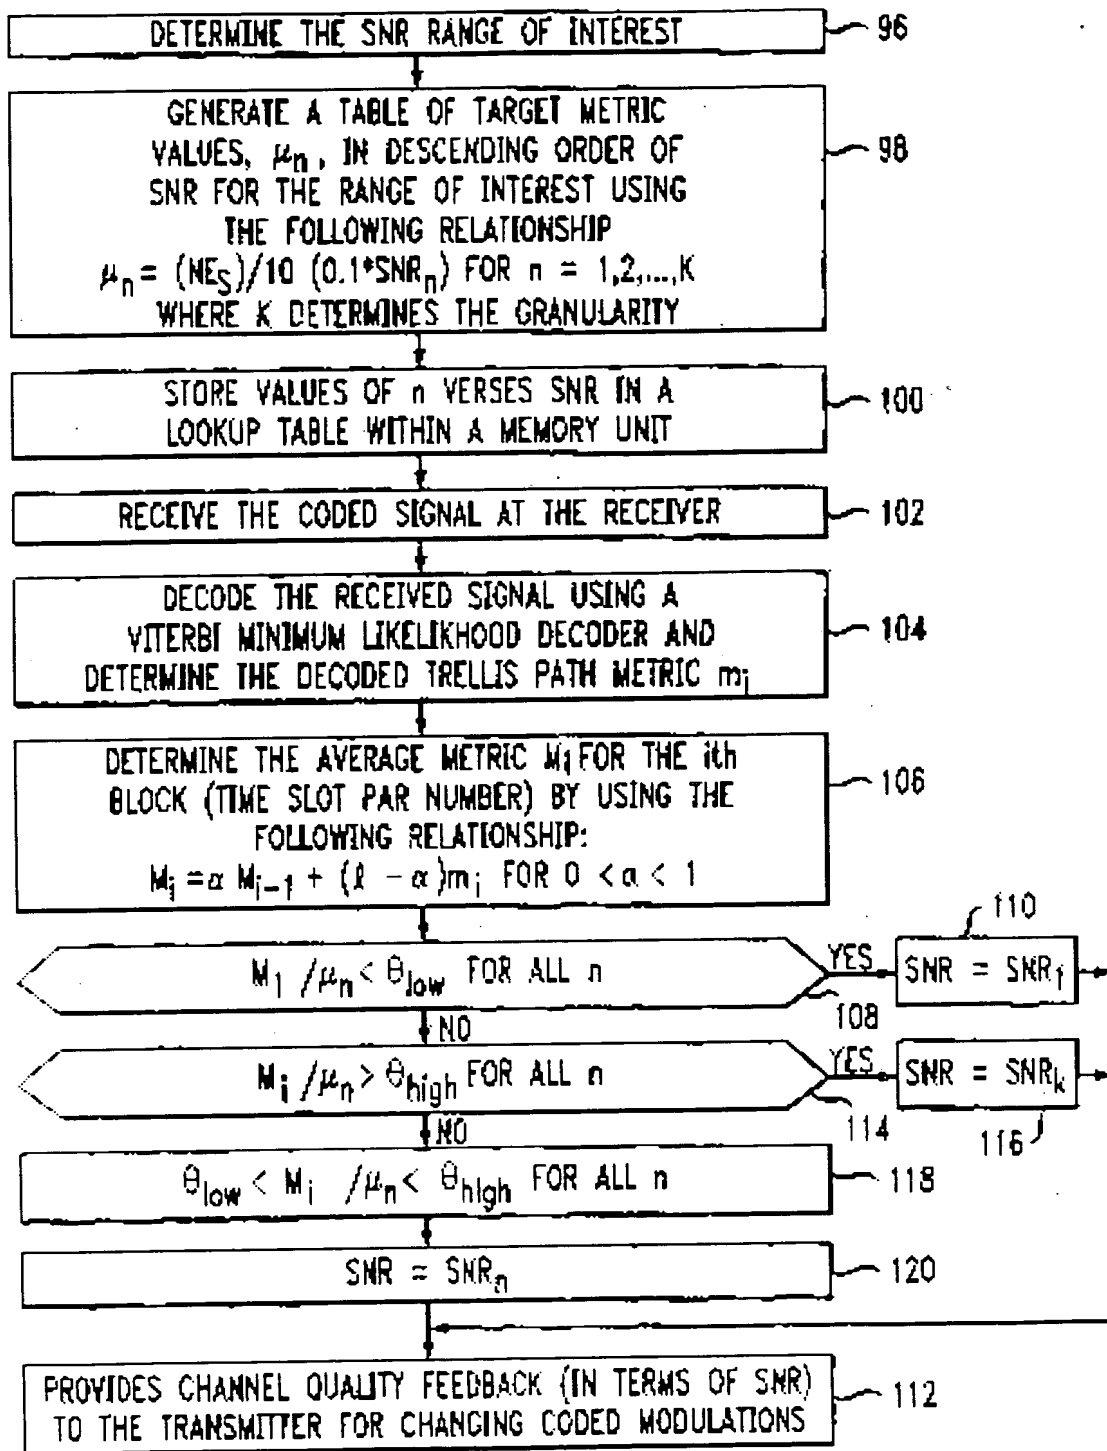 DETERMINE THE SNR RANGE OF INTEREST
96
GENERATE A TABLE OF TARGET METRIC
VALUES, μn, IN DESCENDING ORDER OF
SNR FOR THE RANGE OF INTEREST USING
THE FOLLOWING RELATIONSHIP
μn = (NES)/10 (0.1*SNRn) FOR n = 1,2,...,K
WHERE K DETERMINES THE GRANULARITY
98
STORE VALUES OF n VERSES SNR IN A
LOOKUP TABLE WITHIN A MEMORY UNIT
100
RECEIVE THE CODED SIGNAL AT THE RECEIVER
102
DECODE THE RECEIVED SIGNAL USING A
VITERBI MINIMUM LIKELIKHOOD DECODER AND
DETERMINE THE DECODED TRELLIS PATH METRIC mi
104
DETERMINE THE AVERAGE METRIC Mi FOR THE ith
BLOCK (TIME SLOT PAR NUMBER) BY USING THE
FOLLOWING RELATIONSHIP:
Mi = α Mi-1 + (ℓ - α)mi FOR 0 < α < 1
106
M1 /μn < θlow FOR ALL n
YES
108
SNR = SNR1
110
NO
Mi /μn > θhigh FOR ALL n
YES
114
SNR = SNRk
116
NO
θlow < Mi /μn < θhigh FOR ALL n
118
SNR = SNRn
120
PROVIDES CHANNEL QUALITY FEEDBACK (IN TERMS OF SNR)
TO THE TRANSMITTER FOR CHANGING CODED MODULATIONS
112